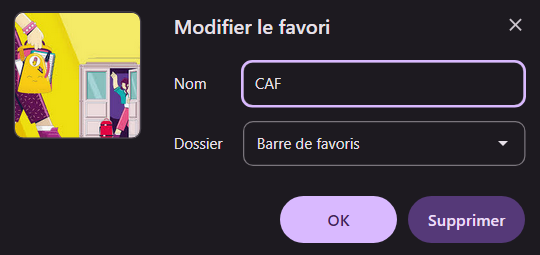 Modifier le favori
Nom
CAF
Dossier
Barre de favoris
OK
Supprimer